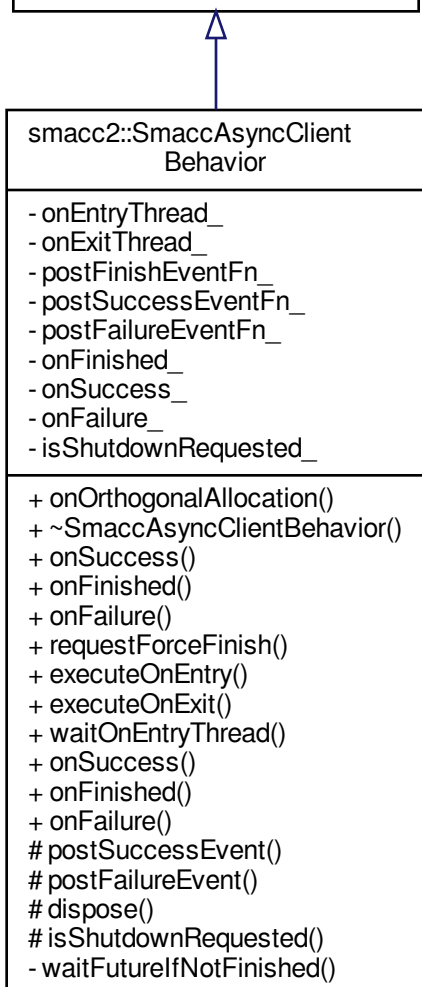 smacc2::SmaccAsyncClient
Behavior
- onEntryThread_
- onExitThread_
- postFinishEventFn_
- postSuccessEventFn_
- postFailureEventFn_
- onFinished_
- onSuccess_
- onFailure_
- isShutdownRequested_
+ onOrthogonalAllocation()
+ ~SmaccAsyncClientBehavior()
+ onSuccess()
+ onFinished()
+ onFailure()
+ requestForceFinish()
+ executeOnEntry()
+ executeOnExit()
+ waitOnEntryThread()
+ onSuccess()
+ onFinished()
+ onFailure()
# postSuccessEvent()
# postFailureEvent()
# dispose()
# isShutdownRequested()
- waitFutureIfNotFinished()